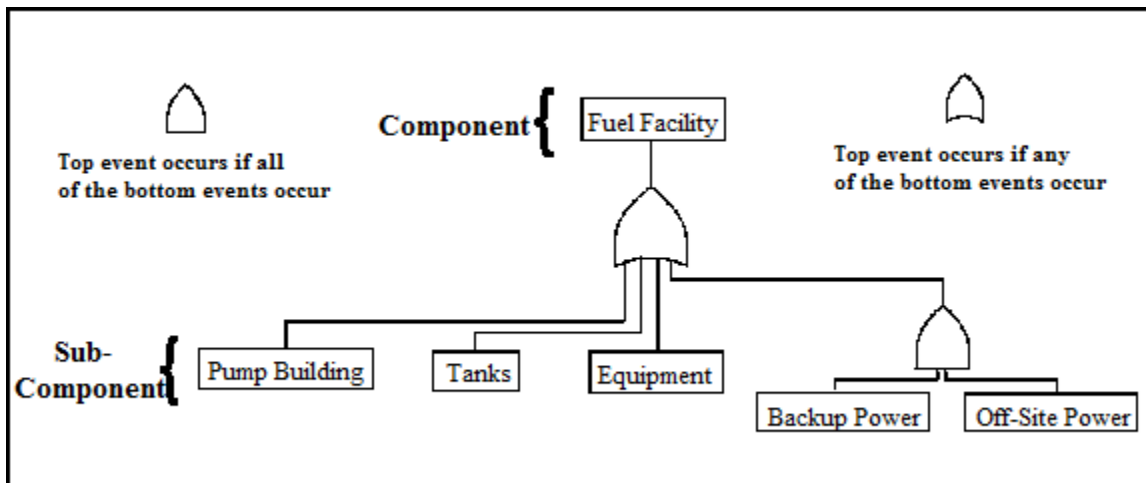 Component
Fuel Facility
Top event occurs if all
of the bottom events occur
Top event occurs if any
of the bottom events occur
Sub-
Component
Pump Building
Tanks
Equipment
Backup Power
Off-Site Power